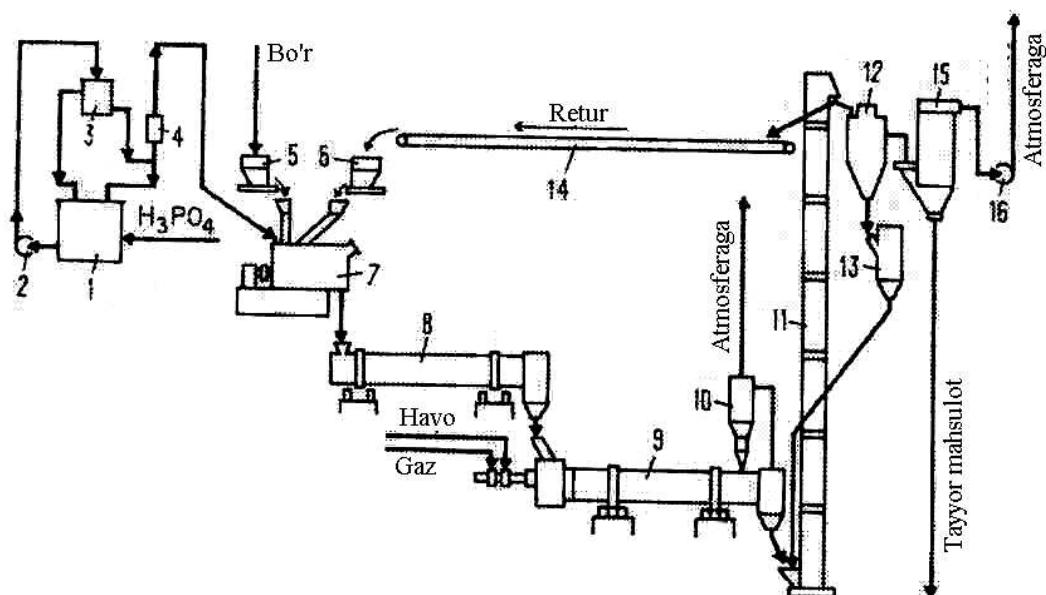 Atmosferaga
Bo'r
12
15
3
4
Retur
5
6
14
16
H₃PO₄
13
2
1
7
Atmosferaga
11
8
10
Havo
9
Gaz
Tayyor mahsulot